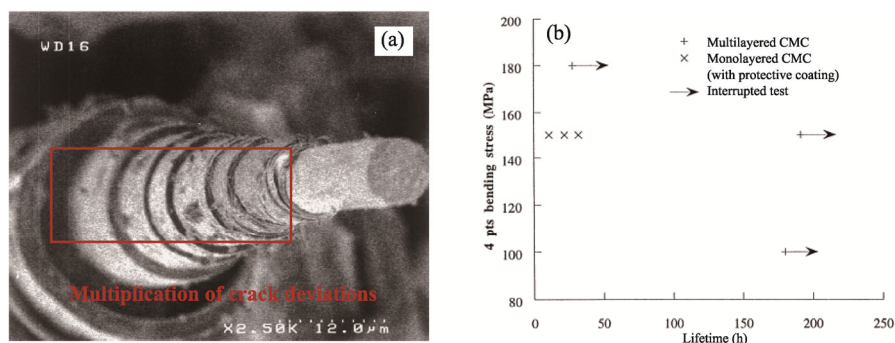 WD16
(a)
Multiplication of crack deviations
X2.50K 12.0µm
(b)
+ Multilayered CMC
× Monolayered CMC
(with protective coating)
→ Interrupted test
4 pts bending stress (MPa)
200
180
160
140
120
100
80
0 50 100 150 200 250
Lifetime (h)